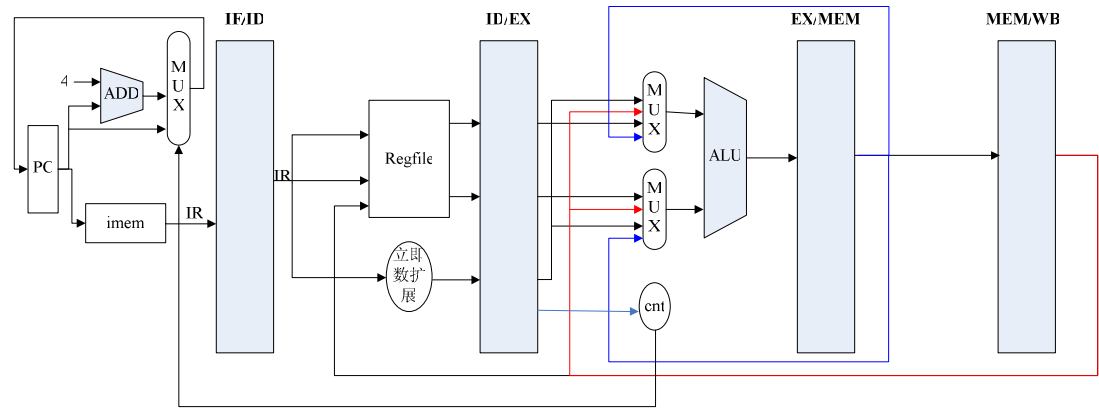 IF/ID
ID/EX
EX/MEM
MEM/WB
M
U
X
4
ADD
PC
imem
IR
IR
Regfile
立即
数扩
展
M
U
X
M
U
X
ALU
cnt